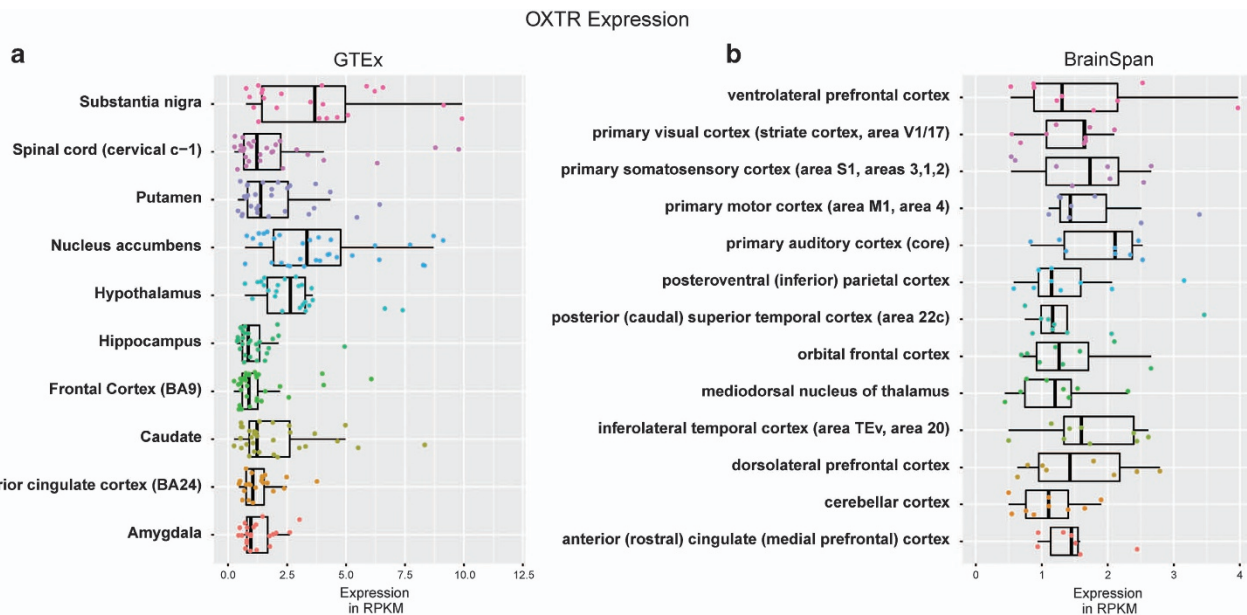 OXTR Expression
a
GTEx
Substantia nigra
Spinal cord (cervical c−1)
Putamen
Nucleus accumbens
Hypothalamus
Hippocampus
Frontal Cortex (BA9)
Caudate
rior cingulate cortex (BA24)
Amygdala
0.0 2.5 5.0 7.5 10.0 12.5
Expression
in RPKM
b
BrainSpan
ventrolateral prefrontal cortex
primary visual cortex (striate cortex, area V1/17)
primary somatosensory cortex (area S1, areas 3,1,2)
primary motor cortex (area M1, area 4)
primary auditory cortex (core)
posteroventral (inferior) parietal cortex
posterior (caudal) superior temporal cortex (area 22c)
orbital frontal cortex
mediodorsal nucleus of thalamus
inferolateral temporal cortex (area TEv, area 20)
dorsolateral prefrontal cortex
cerebellar cortex
anterior (rostral) cingulate (medial prefrontal) cortex
0 1 2 3 4
Expression
in RPKM